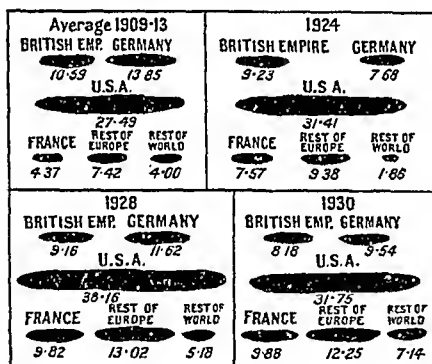 Average 1909-13
BRITISH EMP. GERMANY
10·59 13·85
U.S.A.
27·49
FRANCE REST OF EUROPE REST OF WORLD
4·37 7·42 4·00
1924
BRITISH EMPIRE GERMANY
9·23 7·68
U.S.A.
31·41
FRANCE REST OF EUROPE REST OF WORLD
7·57 9·38 1·86
1928
BRITISH EMP. GERMANY
9·16 11·62
U.S.A.
38·16
FRANCE REST OF EUROPE REST OF WORLD
9·82 13·02 5·18
1930
BRITISH EMP. GERMANY
8·18 9·54
U.S.A.
31·75
FRANCE REST OF EUROPE REST OF WORLD
9·88 12·25 7·14